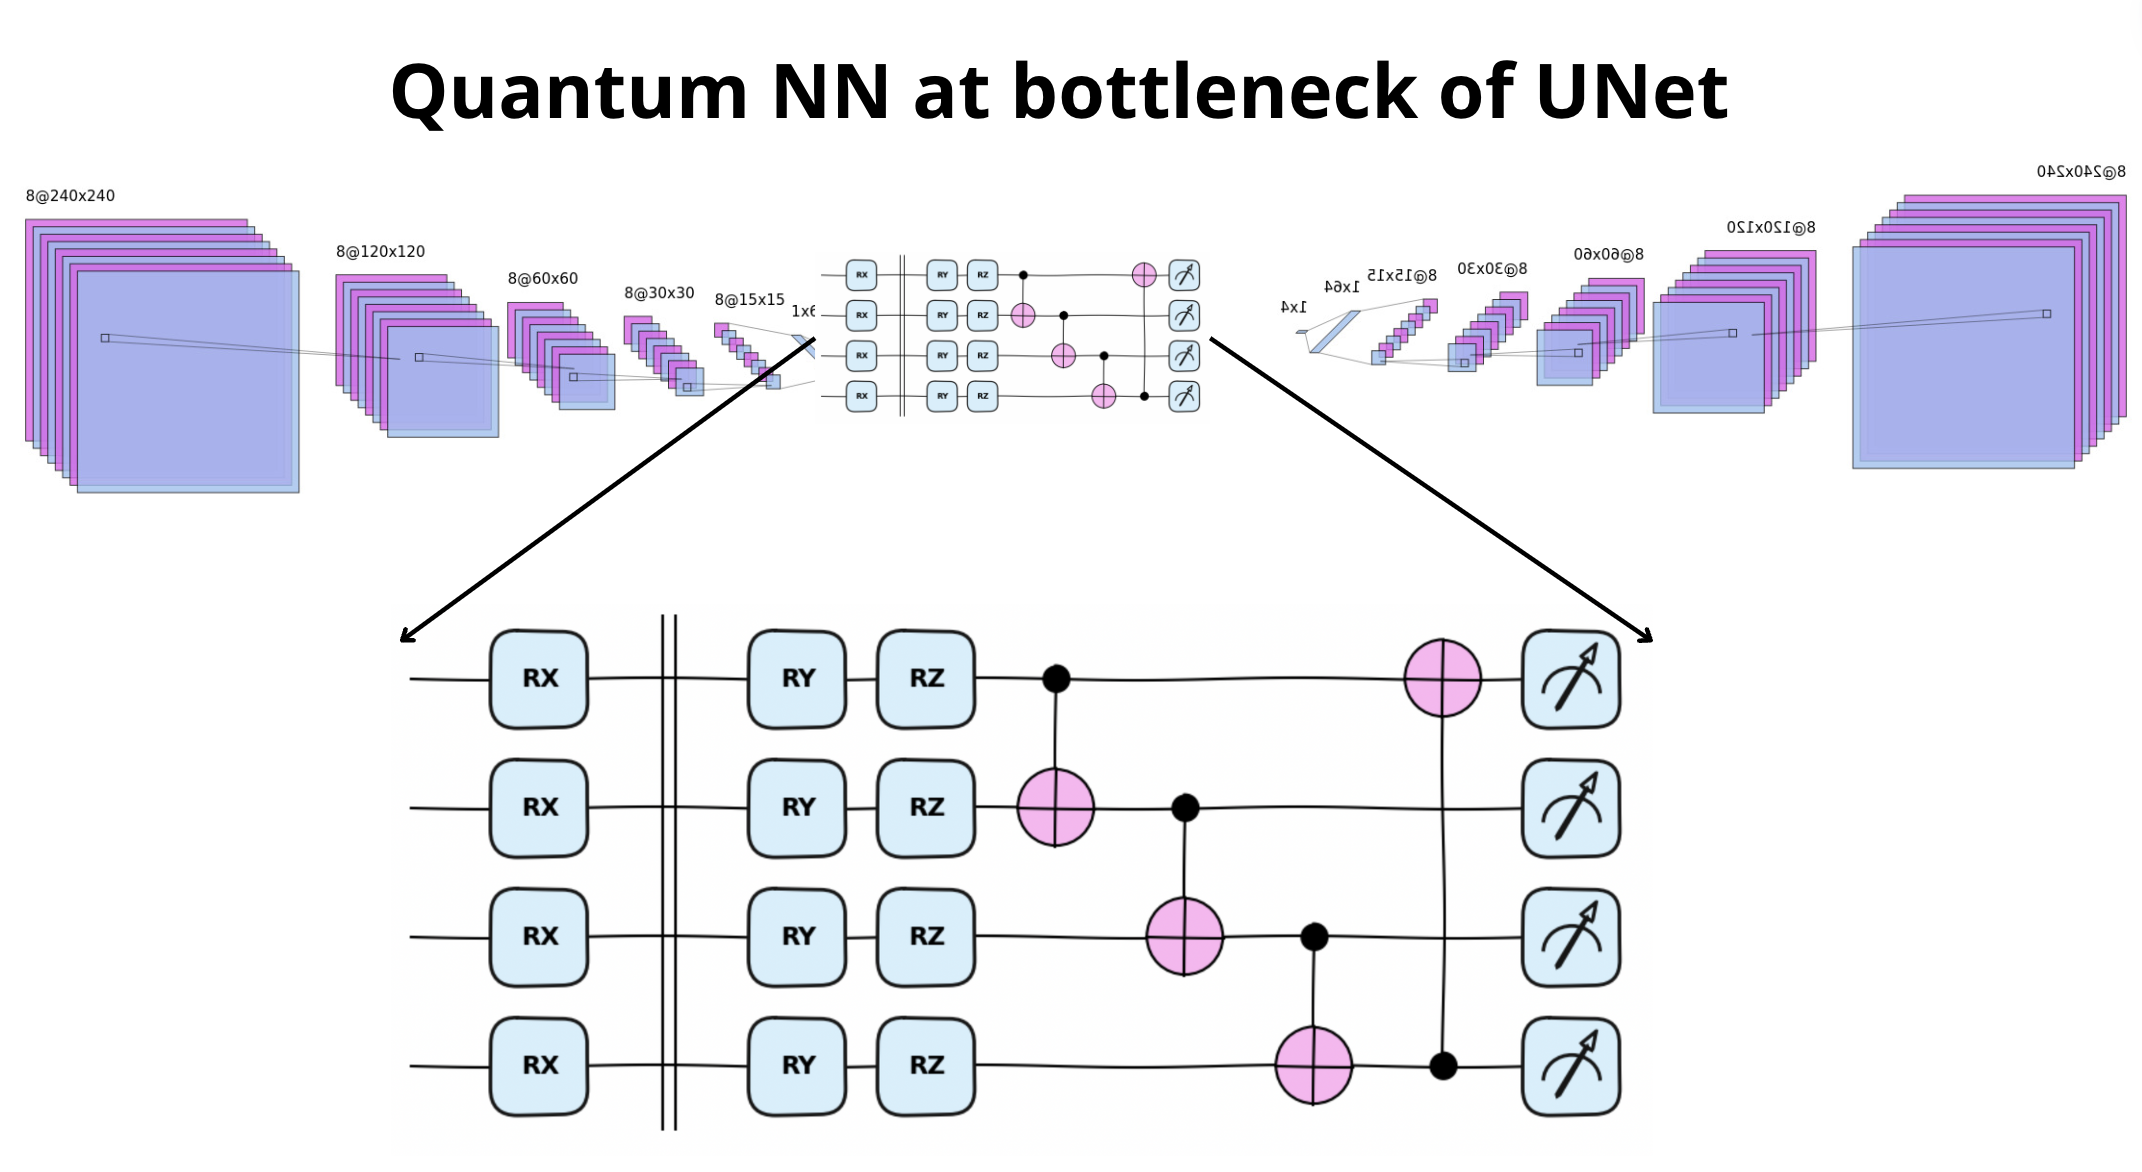 Quantum NN at bottleneck of UNet
8@240x240
8@120x120
8@60x60
8@30x30
8@15x15
1x6
RX RY RZ
RX RY RZ
RX RY RZ
RX RY RZ
1x4
1x64
8@15x15
8@30x30
8@60x60
8@120x120
8@240x240
RX RY RZ
RX RY RZ
RX RY RZ
RX RY RZ